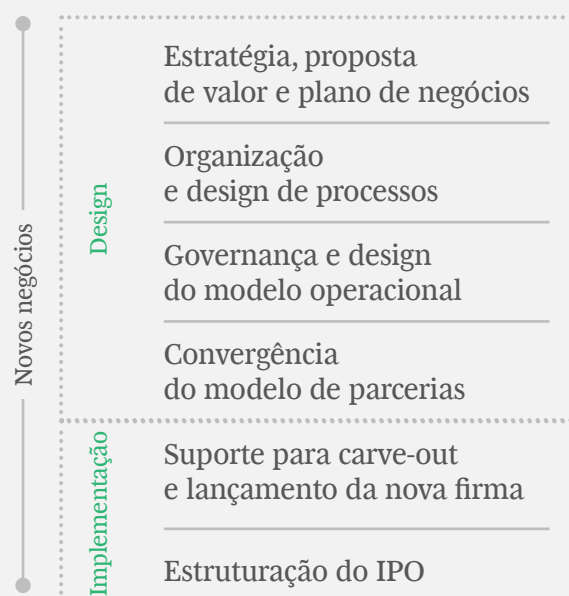 Novos negócios
Design
Estratégia, proposta
de valor e plano de negócios
Organização
e design de processos
Governança e design
do modelo operacional
Convergência
do modelo de parcerias
Implementação
Suporte para carve-out
e lançamento da nova firma
Estruturação do IPO